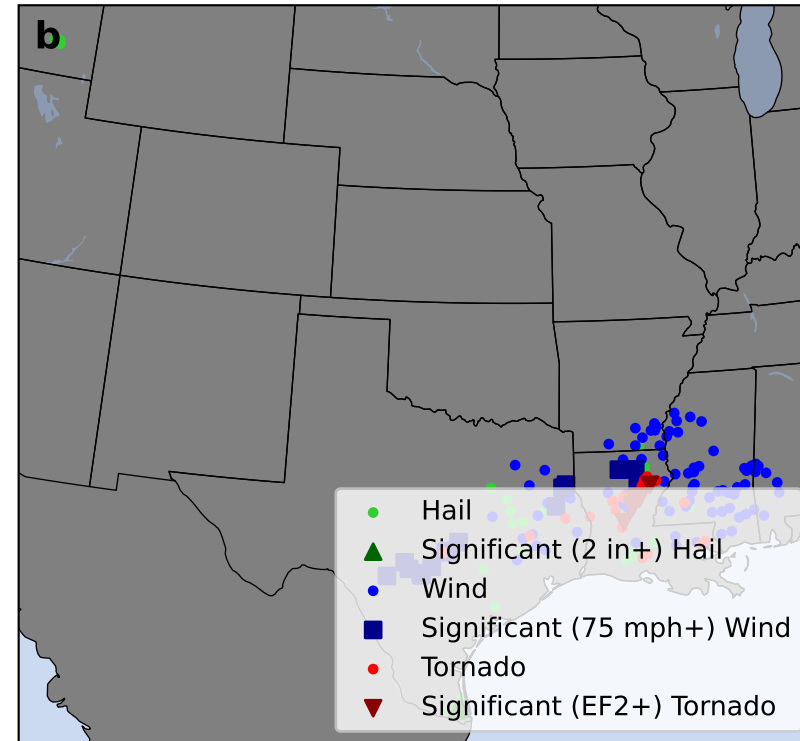 b
Hail
Significant (2 in+) Hail
Wind
Significant (75 mph+) Wind
Tornado
Significant (EF2+) Tornado